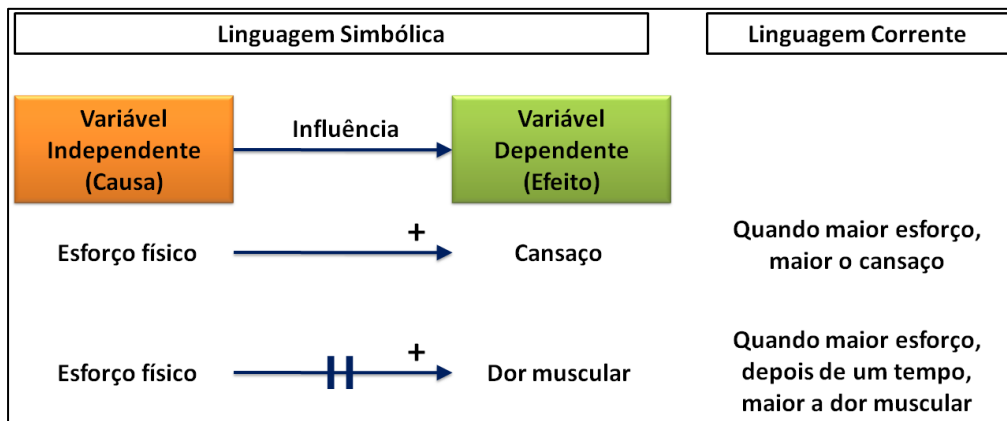 Linguagem Simbólica
Linguagem Corrente
Variável
Independente
(Causa)
Influência
Variável
Dependente
(Efeito)
Esforço físico
+
Cansaço
Quando maior esforço,
maior o cansaço
Esforço físico
+
Dor muscular
Quando maior esforço,
depois de um tempo,
maior a dor muscular